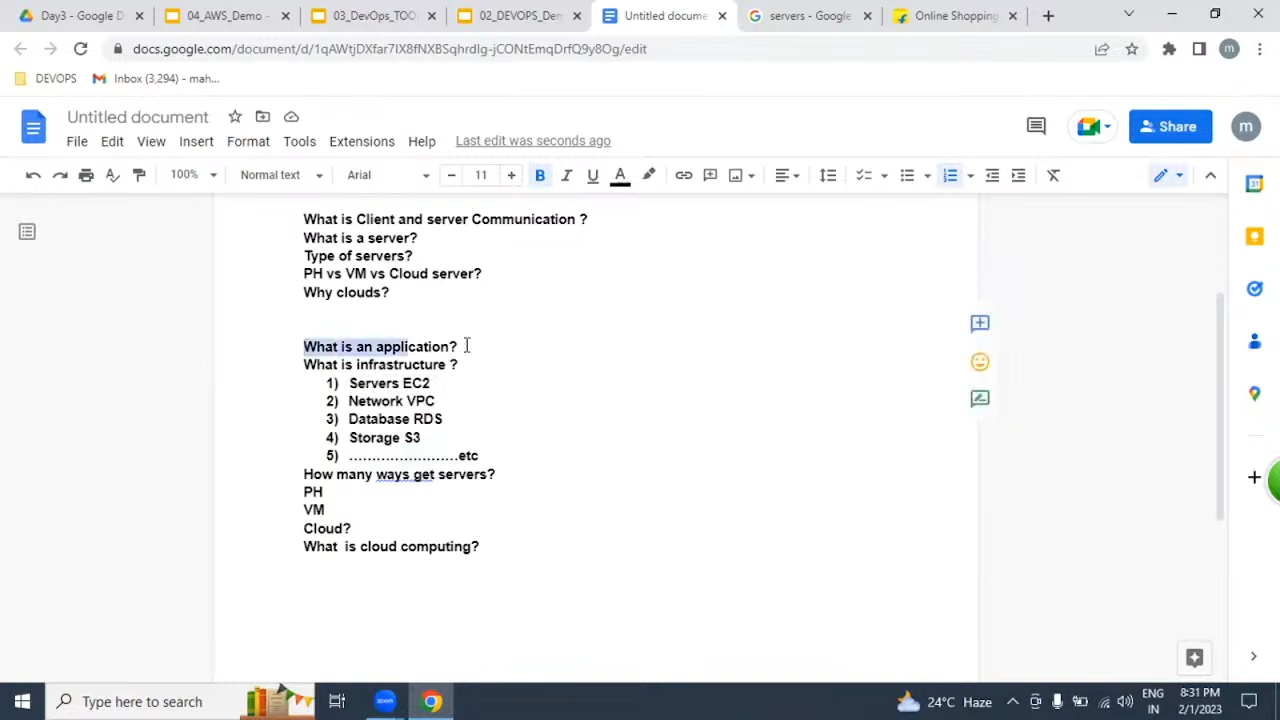 Day3 - Google D
04_AWS_Demo -
03_DevOps_TOO
02_DEVOPS_Den
Untitled docume
servers - Google
Online Shopping
docs.google.com/document/d/1qAWtjDXfar7IX8fNXBSqhrdlg-jCONtEmqDrfQ9y8Og/edit
m
DEVOPS
Inbox (3,294) - mah...
Untitled document
File Edit View Insert Format Tools Extensions Help Last edit was seconds ago
Share
m
100% Normal text Arial 11 B I U A
What is Client and server Communication ?
What is a server?
Type of servers?
PH vs VM vs Cloud server?
Why clouds?
What is an application?
What is infrastructure ?
1) Servers EC2
2) Network VPC
3) Database RDS
4) Storage S3
5) ........................etc
How many ways get servers?
PH
VM
Cloud?
What  is cloud computing?
31
Type here to search
zoom
24°C Haze
ENG
IN
8:31 PM
2/1/2023